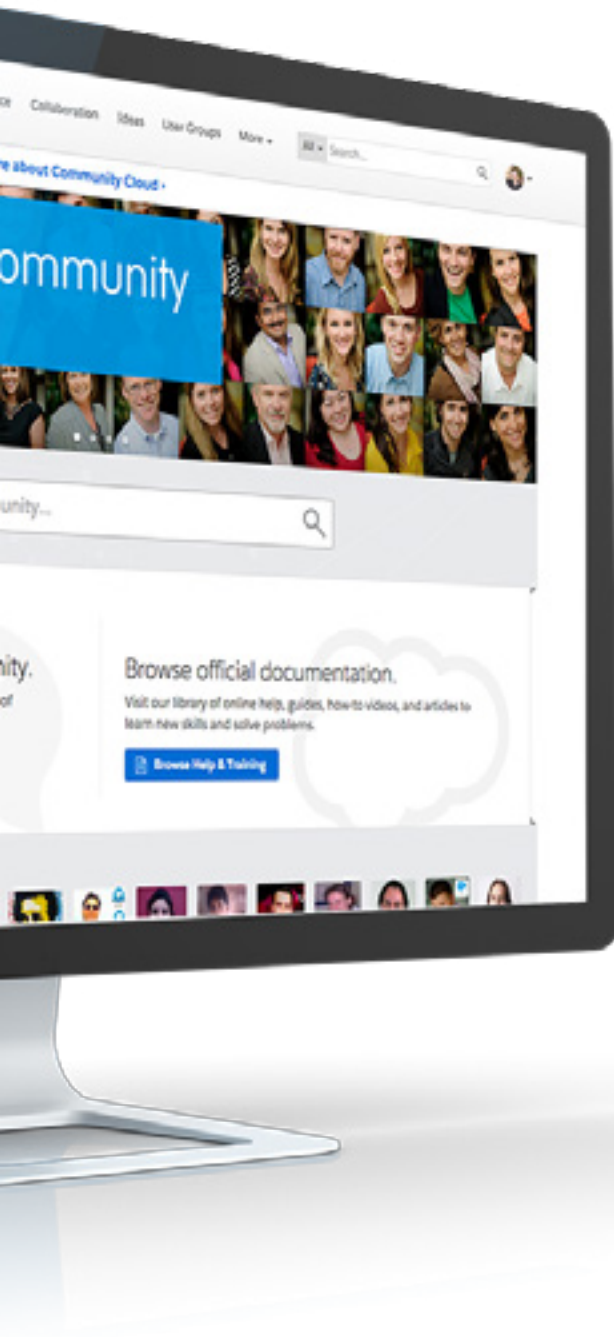 Collaboration Ideas User Groups More
All Search...
about Community Cloud
ommunity
unity...
nity.
of
Browse official documentation.
Visit our library of online help, guides, how-to videos, and articles to
learn new skills and solve problems.
Browse Help & Training